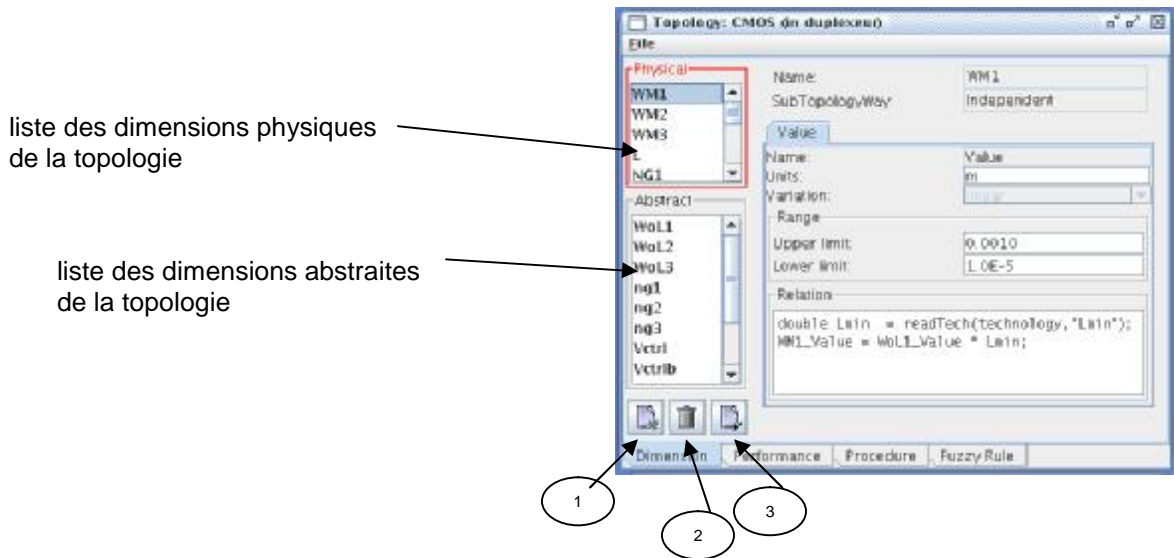 Topology: CMOS (in duplexeu)
File
liste des dimensions physiques
de la topologie
Physical
WM1
WM2
WM3
L
NG1
Name: WM1
SubTopologyWay Independent
Value
Name: Value
Units: m
Variation: linear
Range
Upper limit: 0.0010
Lower limit: 1.0E-5
Relation
double Lmin = readTech(technology,"Lmin");
WM1_Value = WoL1_Value * Lmin;
liste des dimensions abstraites
de la topologie
Abstract
WoL1
WoL2
WoL3
ng1
ng2
ng3
Vctrl
Vctrlb
Dimension Performance Procedure Fuzzy Rule
1
2
3